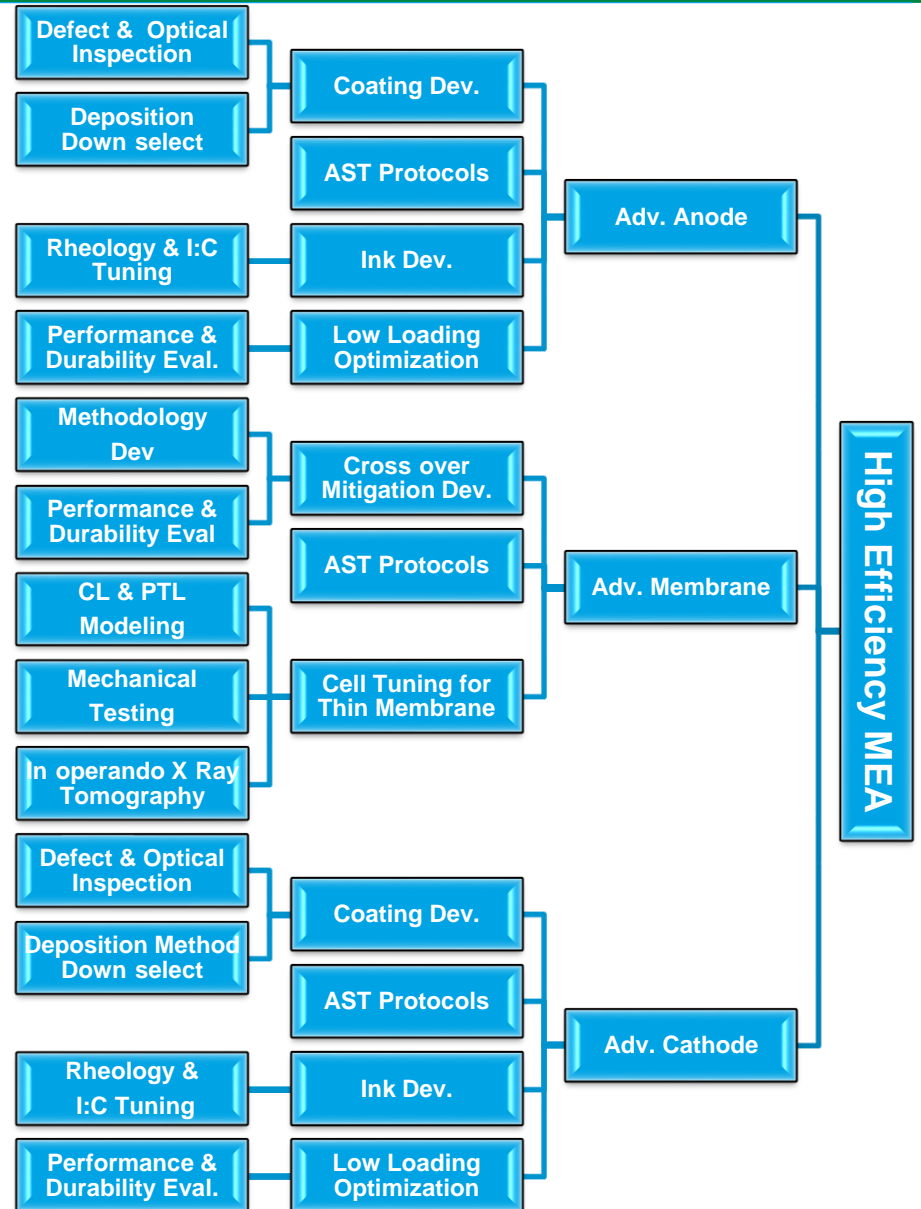 Defect & Optical
Inspection
Deposition
Down select
Coating Dev.
AST Protocols
Rheology & I:C
Tuning
Ink Dev.
Performance &
Durability Eval.
Low Loading
Optimization
Adv. Anode
Methodology
Dev
Performance &
Durability Eval
Cross over
Mitigation Dev.
AST Protocols
CL & PTL
Modeling
Mechanical
Testing
In operando X Ray
Tomography
Cell Tuning for
Thin Membrane
Adv. Membrane
Defect & Optical
Inspection
Deposition Method
Down select
Coating Dev.
AST Protocols
Rheology &
I:C Tuning
Ink Dev.
Performance &
Durability Eval.
Low Loading
Optimization
Adv. Cathode
High Efficiency MEA